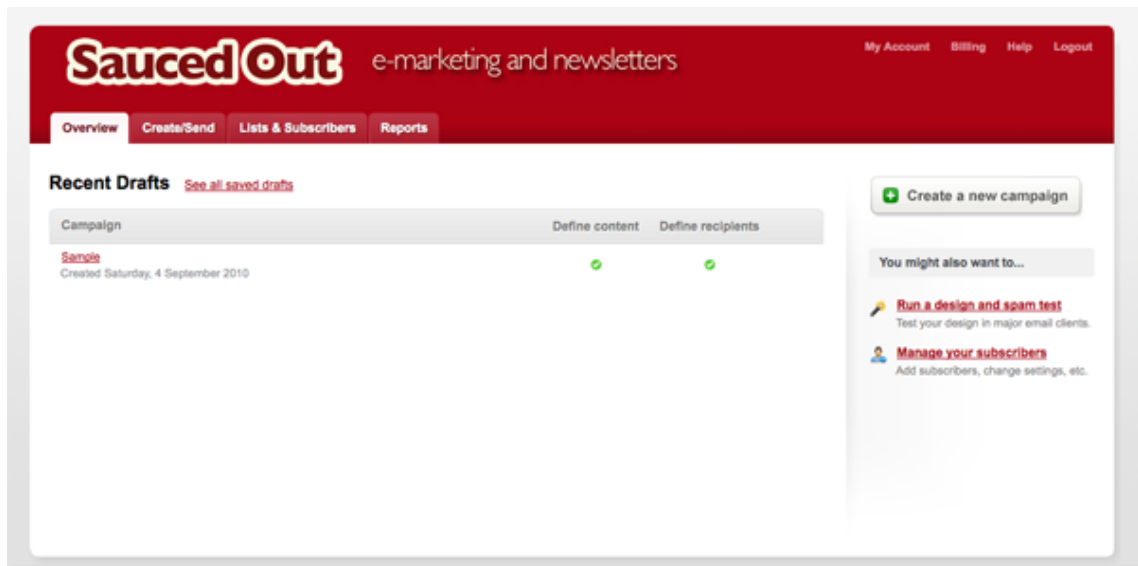 Sauced Out e-marketing and newsletters
My Account Billing Help Logout
Overview Create/Send Lists & Subscribers Reports
Recent Drafts See all saved drafts
Campaign Define content Define recipients
Sample
Created Saturday, 4 September 2010
Create a new campaign
You might also want to...
Run a design and spam test
Test your design in major email clients.
Manage your subscribers
Add subscribers, change settings, etc.